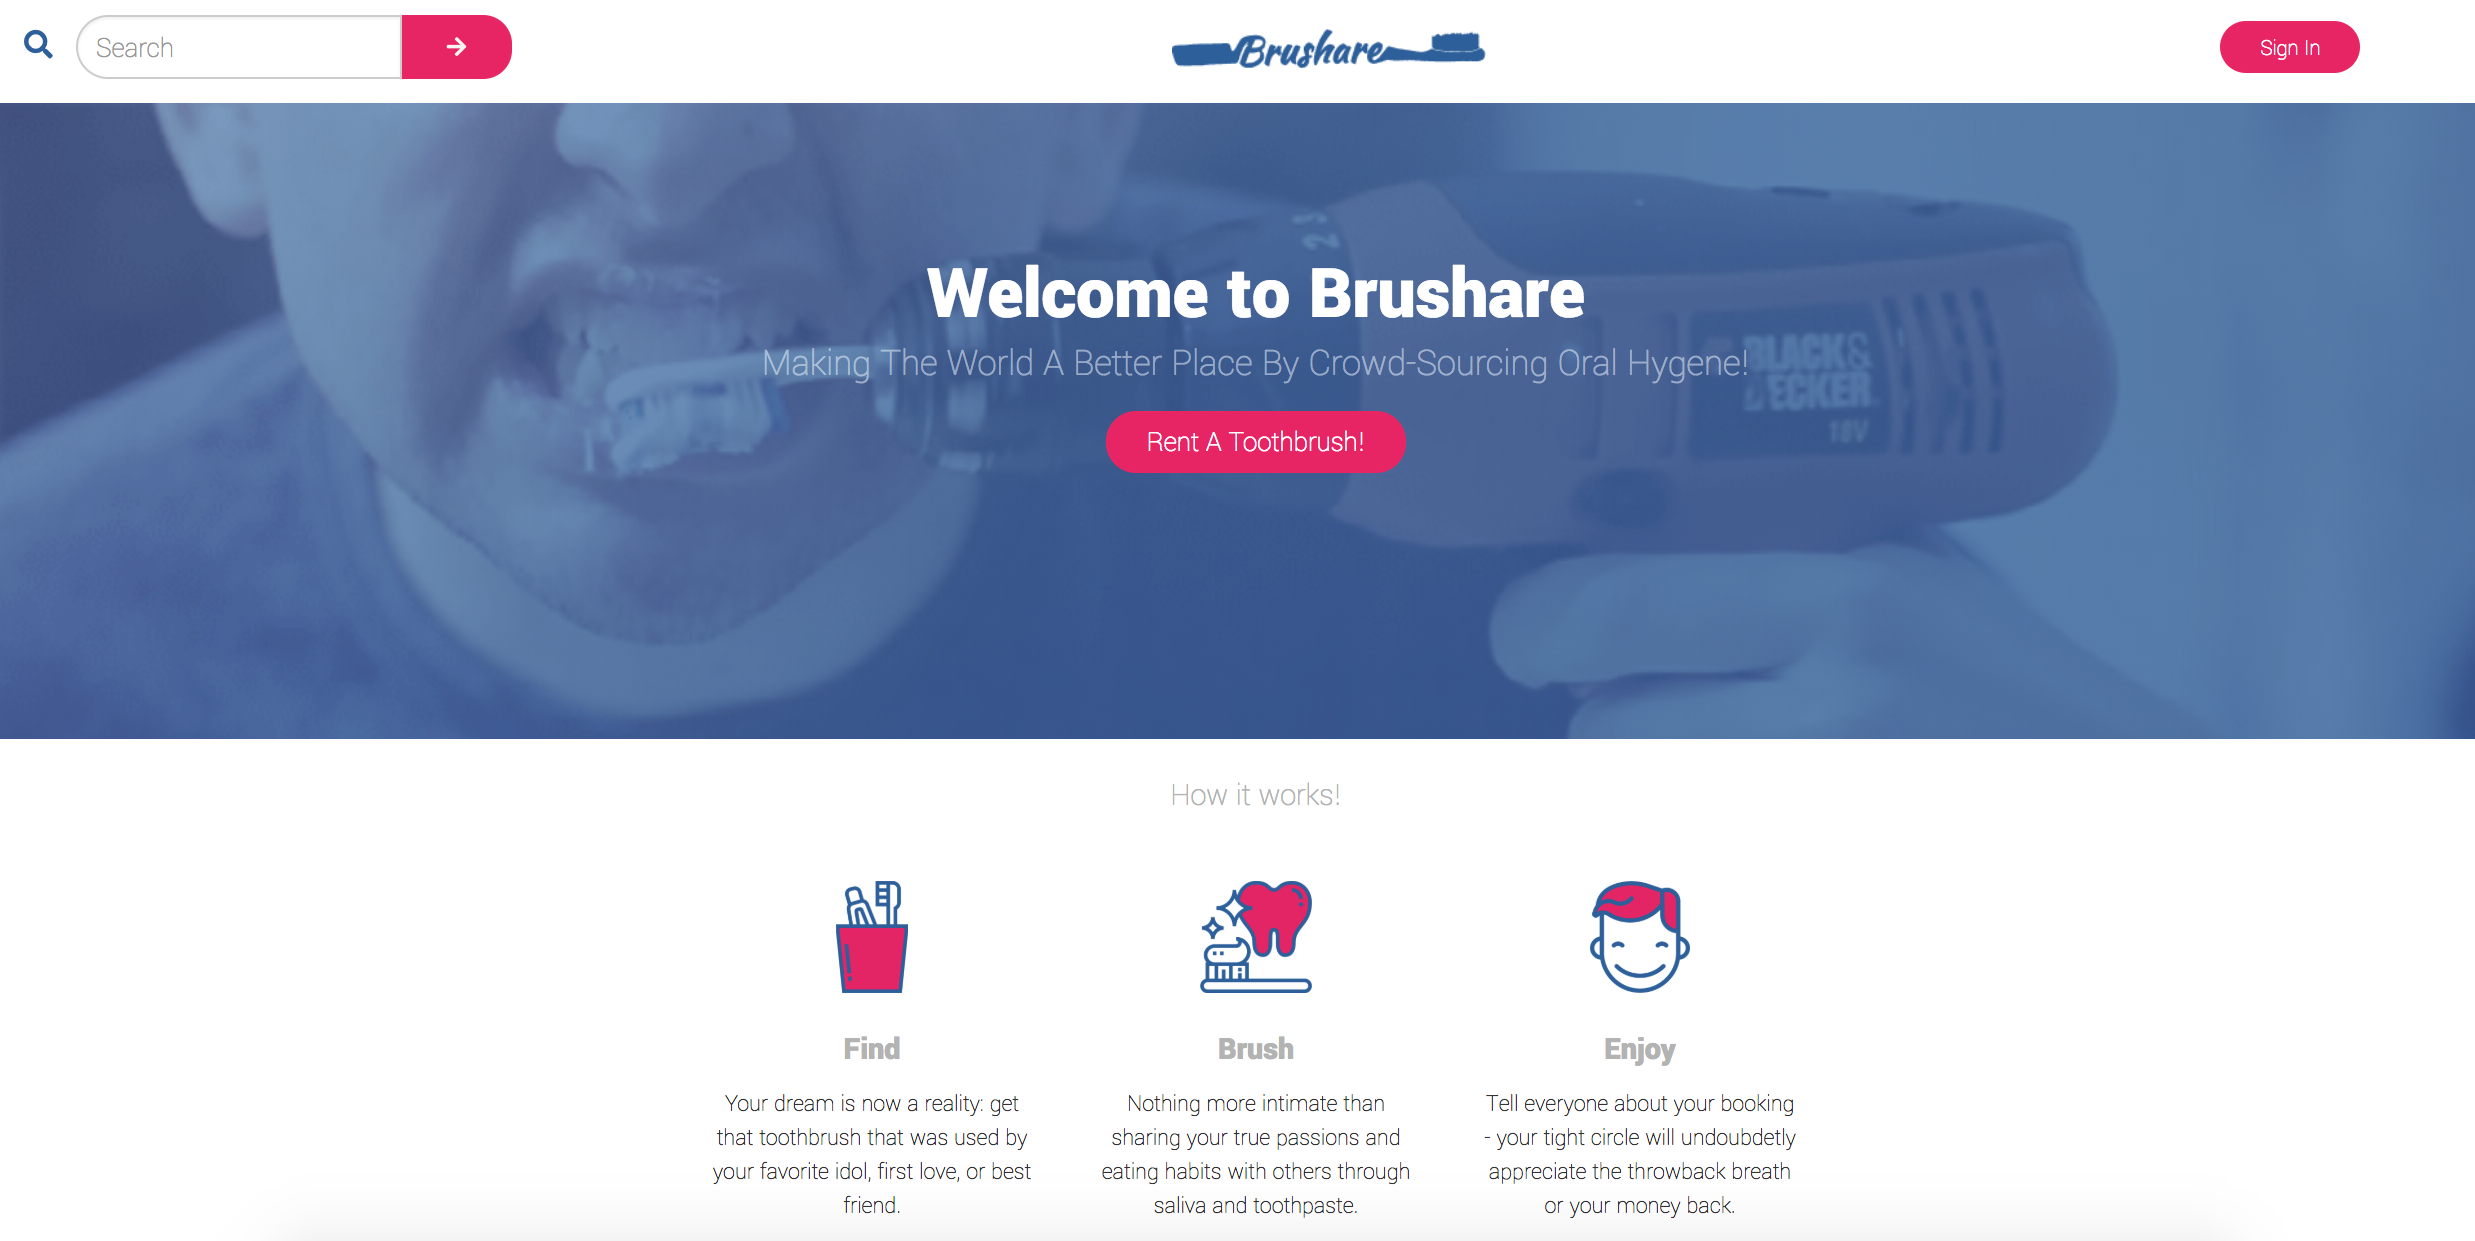 Search
Brushare
Sign In
Welcome to Brushare
Making The World A Better Place By Crowd-Sourcing Oral Hygene!
BLACK&
DECKER
18V
Rent A Toothbrush!
How it works!
Find
Your dream is now a reality: get
that toothbrush that was used by
your favorite idol, first love, or best
friend.
Brush
Nothing more intimate than
sharing your true passions and
eating habits with others through
saliva and toothpaste.
Enjoy
Tell everyone about your booking
- your tight circle will undoubdetly
appreciate the throwback breath
or your money back.